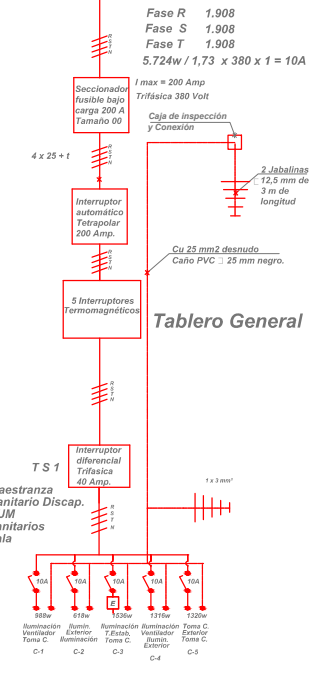 Fase R 1.908
Fase S 1.908
Fase T 1.908
5.724w / 1,73 x 380 x 1 = 10A
R
S
T
N
Seccionador
fusible bajo
carga 200 A
Tamaño 00
I max = 200 Amp
Trifásica 380 Volt
Caja de inspección
y Conexión
4 x 25 + t
R
S
T
N
2 Jabalinas
12,5 mm de
3 m de
longitud
Interruptor
automático
Tetrapolar
200 Amp.
R
S
T
N
Cu 25 mm2 desnudo
Caño PVC 25 mm negro.
5 Interruptores
Termomagnéticos
Tablero General
R
S
T
N
T S 1
Interruptor
diferencial
Trifasica
40 Amp.
aestranza
anitario Discap.
UM
anitarios
ala
1 x 3 mm²
R
S
T
N
10A 10A 10A 10A 10A
E
988w 618w 1536w 1316w 1320w
Iluminación
Ventilador
Toma C.
C-1
Ilumin.
Exterior
Iluminación
C-2
Iluminación
T.Estab.
Toma C.
C-3
Iluminación
Ventilador
Ilumin.
Exterior
C-4
Toma C.
Exterior
Toma C.
C-5